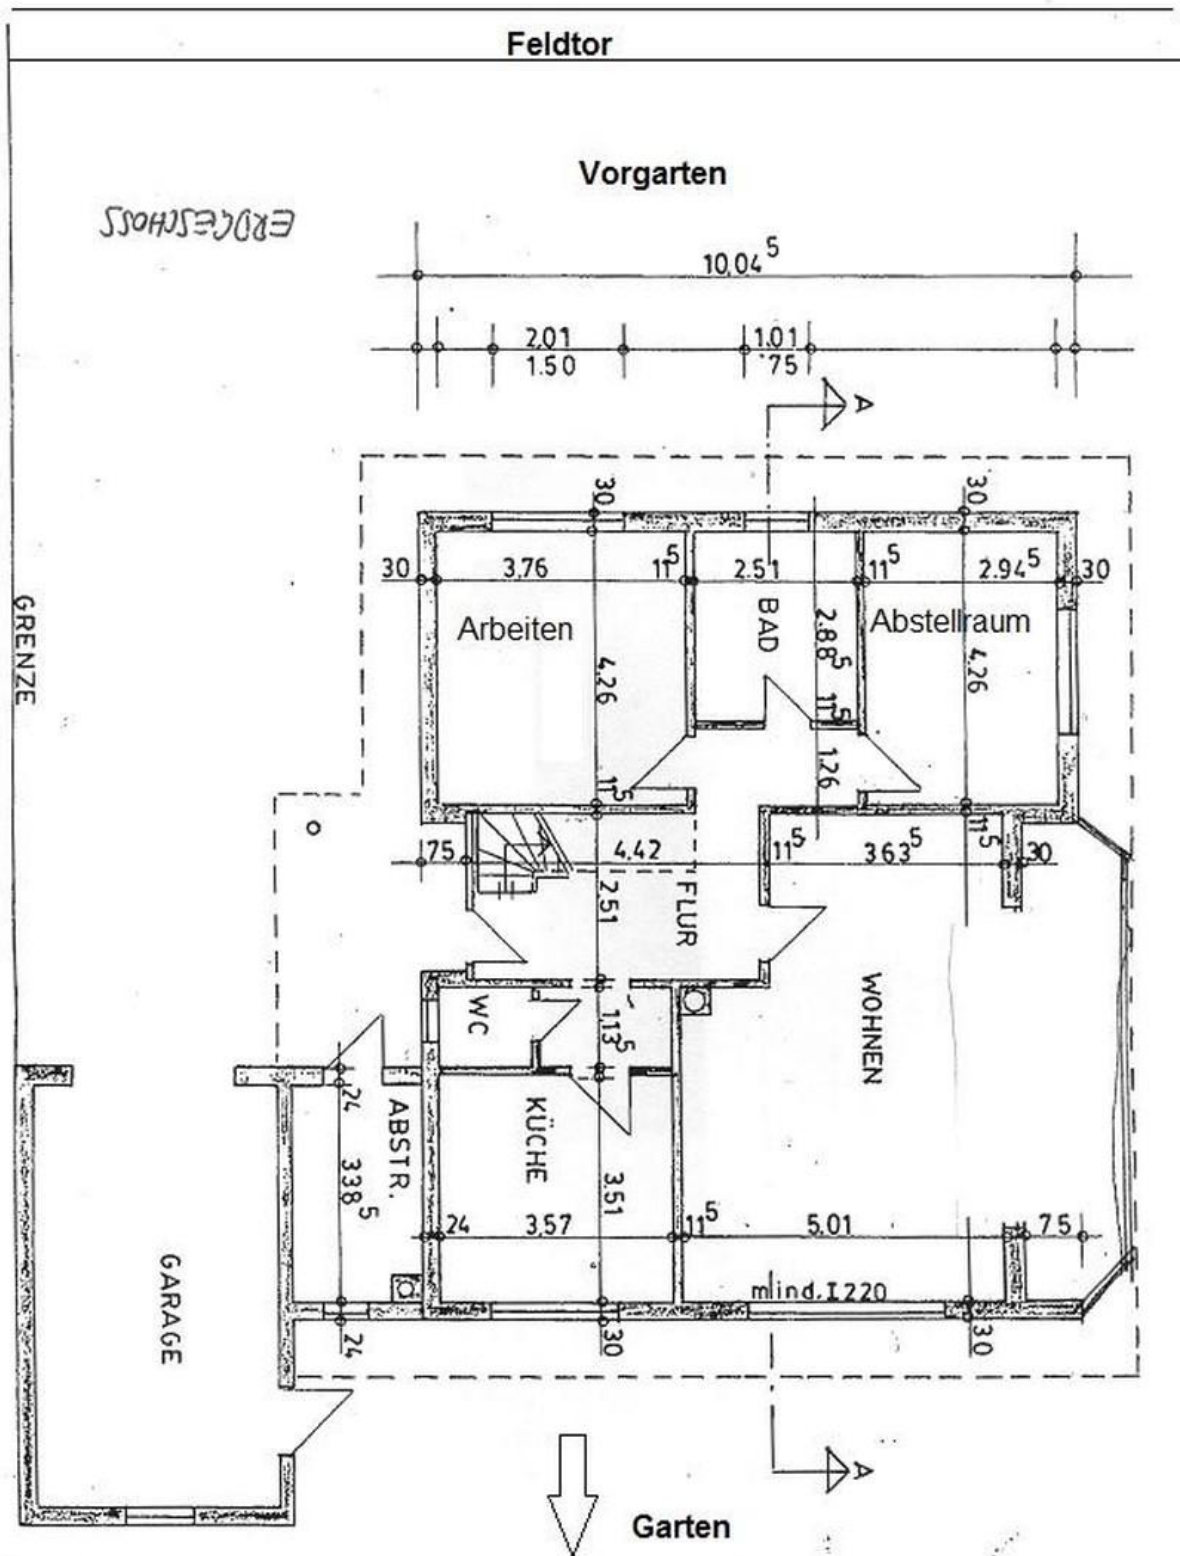 Feldtor
Vorgarten
ERDGESCHOSS
10,04⁵
2,01
1.50
1.01
75
A
30
30
30
3,76
11⁵
2.51
11⁵
2.94⁵
30
Arbeiten
BAD
2.88⁵
Abstellraum
4.26
4.26
11⁵
1.26
11⁵
11⁵
GRENZE
75
4.42
11⁵
363⁵
30
2.51
FLUR
WC
113⁵
WOHNEN
24
ABSTR.
KÜCHE
338⁵
3.51
24
3,57
11⁵
5,01
75
GARAGE
mind. I 220
24
30
30
A
Garten